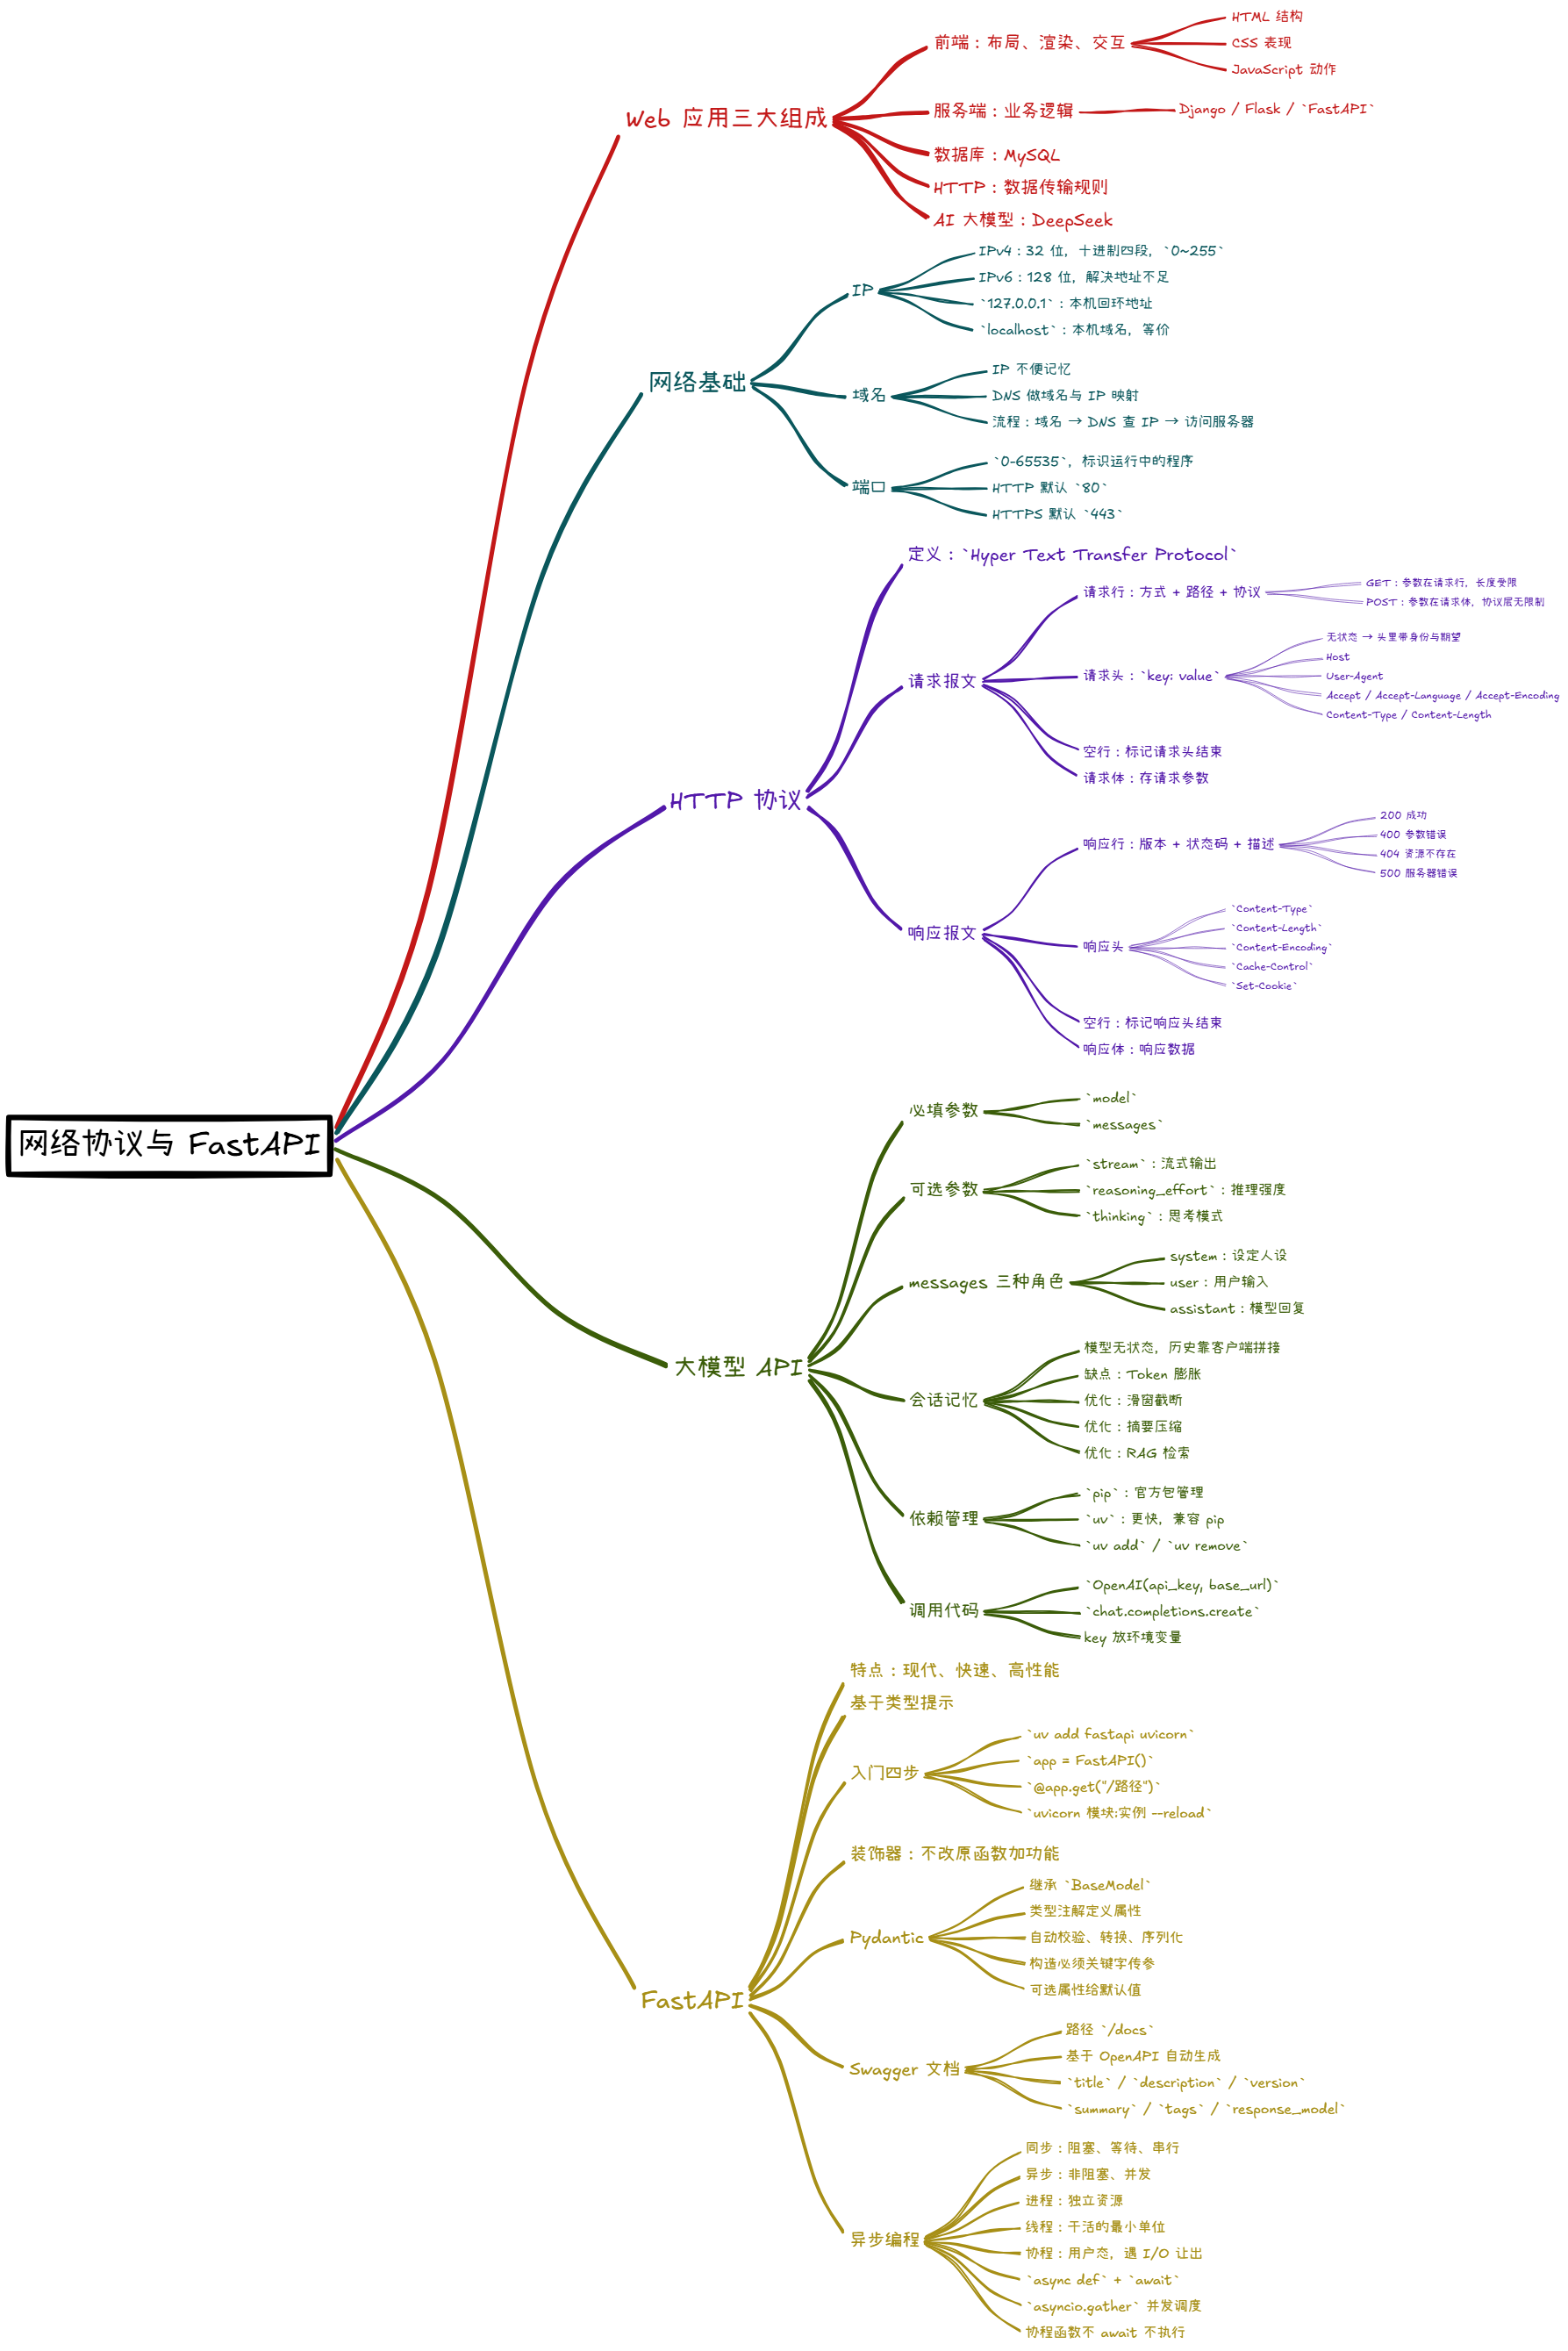 网络协议与 FastAPI
Web 应用三大组成
前端：布局、渲染、交互
HTML 结构
CSS 表现
JavaScript 动作
服务端：业务逻辑
Django / Flask / `FastAPI`
数据库：MySQL
HTTP：数据传输规则
AI 大模型：DeepSeek
网络基础
IP
IPv4：32 位，十进制四段，`0~255`
IPv6：128 位，解决地址不足
`127.0.0.1`：本机回环地址
`localhost`：本机域名，等价
域名
IP 不便记忆
DNS 做域名与 IP 映射
流程：域名 → DNS 查 IP → 访问服务器
端口
`0-65535`，标识运行中的程序
HTTP 默认 `80`
HTTPS 默认 `443`
HTTP 协议
定义：`Hyper Text Transfer Protocol`
请求报文
请求行：方式 + 路径 + 协议
GET：参数在请求行，长度受限
POST：参数在请求体，协议层无限制
请求头：`key: value`
无状态 → 头里带身份与期望
Host
User-Agent
Accept / Accept-Language / Accept-Encoding
Content-Type / Content-Length
空行：标记请求头结束
请求体：存请求参数
响应报文
响应行：版本 + 状态码 + 描述
200 成功
400 参数错误
404 资源不存在
500 服务器错误
响应头
`Content-Type`
`Content-Length`
`Content-Encoding`
`Cache-Control`
`Set-Cookie`
空行：标记响应头结束
响应体：响应数据
大模型 API
必填参数
`model`
`messages`
可选参数
`stream`：流式输出
`reasoning_effort`：推理强度
`thinking`：思考模式
messages 三种角色
system：设定人设
user：用户输入
assistant：模型回复
会话记忆
模型无状态，历史靠客户端拼接
缺点：Token 膨胀
优化：滑窗截断
优化：摘要压缩
优化：RAG 检索
依赖管理
`pip`：官方包管理
`uv`：更快，兼容 pip
`uv add` / `uv remove`
调用代码
`OpenAI(api_key, base_url)`
`chat.completions.create`
key 放环境变量
FastAPI
特点：现代、快速、高性能
基于类型提示
入门四步
`uv add fastapi uvicorn`
`app = FastAPI()`
`@app.get("/路径")`
`uvicorn 模块:实例 --reload`
装饰器：不改原函数加功能
Pydantic
继承 `BaseModel`
类型注解定义属性
自动校验、转换、序列化
构造必须关键字传参
可选属性给默认值
Swagger 文档
路径 `/docs`
基于 OpenAPI 自动生成
`title` / `description` / `version`
`summary` / `tags` / `response_model`
异步编程
同步：阻塞、等待、串行
异步：非阻塞、并发
进程：独立资源
线程：干活的最小单位
协程：用户态，遇 I/O 让出
`async def` + `await`
`asyncio.gather` 并发调度
协程函数不 await 不执行